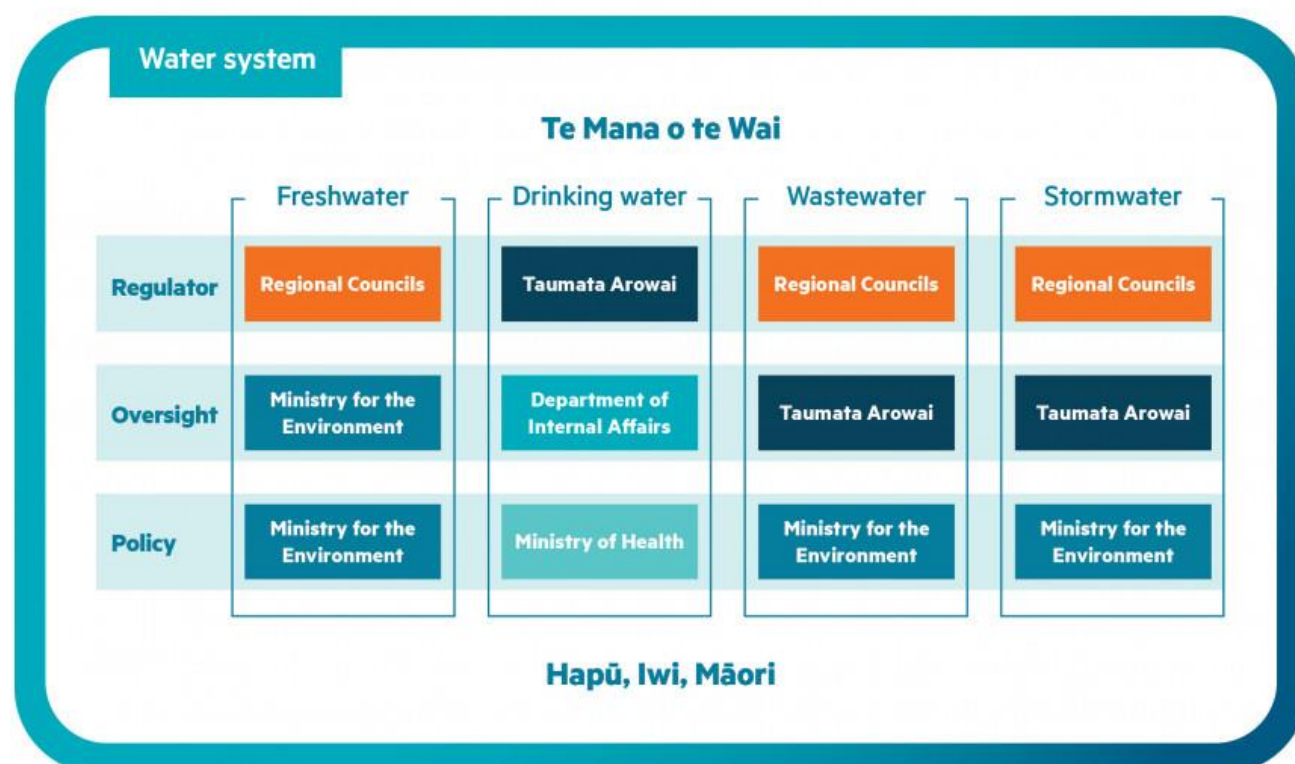 Water system
Te Mana o te Wai
Freshwater
Drinking water
Wastewater
Stormwater
Regulator
Regional Councils
Taumata Arowai
Regional Councils
Regional Councils
Oversight
Ministry for the
Environment
Department of
Internal Affairs
Taumata Arowai
Taumata Arowai
Policy
Ministry for the
Environment
Ministry of Health
Ministry for the
Environment
Ministry for the
Environment
Hapū, Iwi, Māori